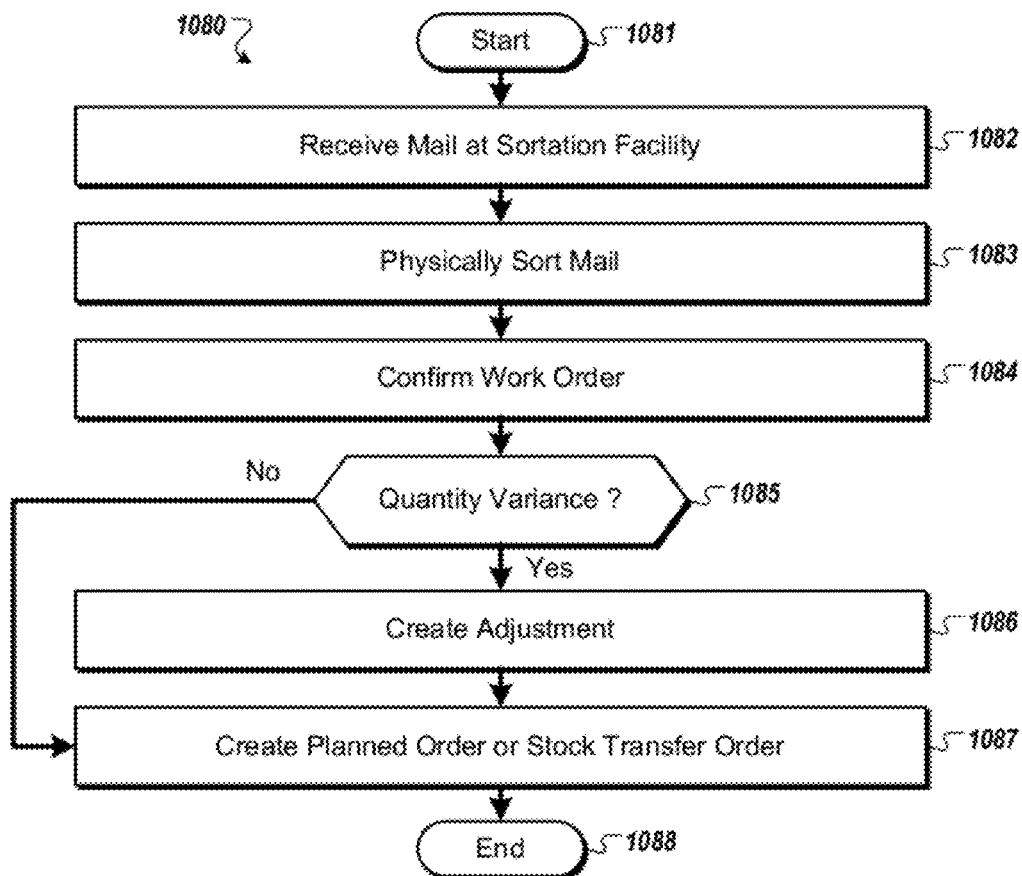 1080
Start
1081
Receive Mail at Sortation Facility
1082
Physically Sort Mail
1083
Confirm Work Order
1084
No
Quantity Variance ?
1085
Yes
Create Adjustment
1086
Create Planned Order or Stock Transfer Order
1087
End
1088